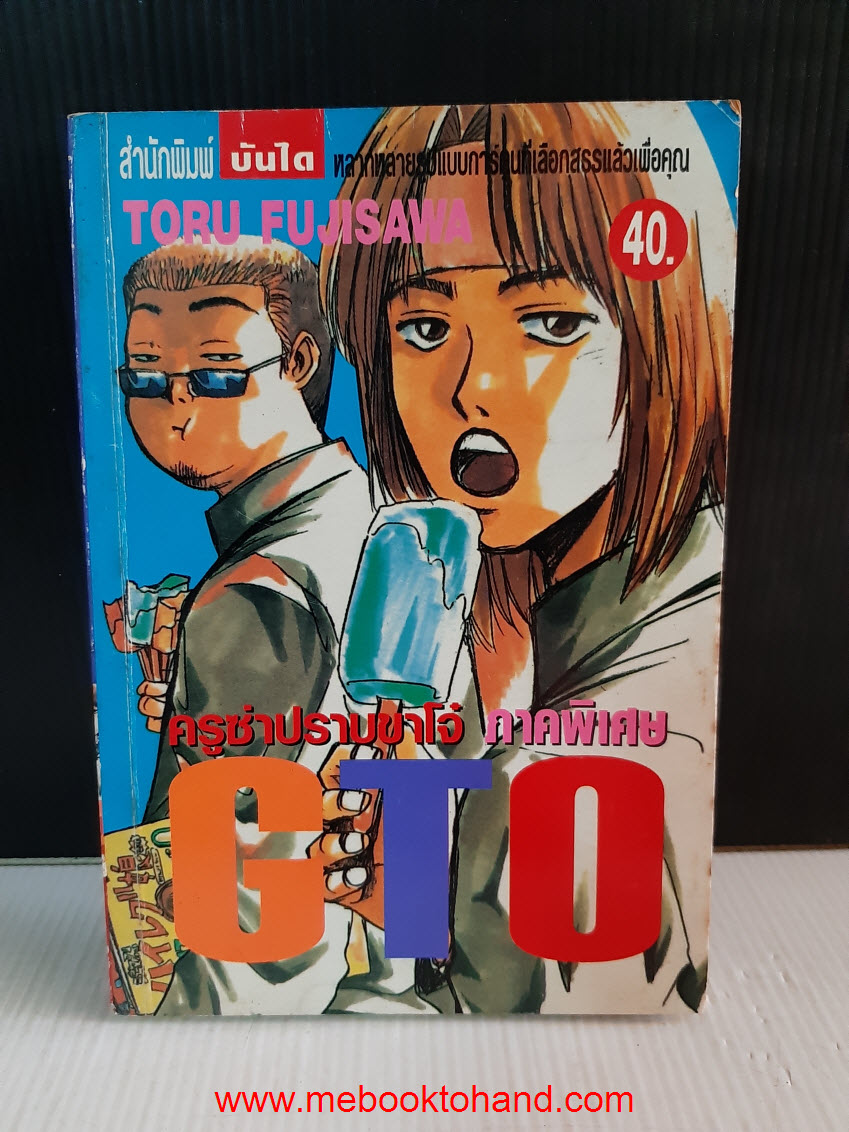 สำนักพิมพ์ บันได หลากหลายรูปแบบการ์ตูนที่เลือกสรรแล้วเพื่อคุณ
TORU FUJISAWA
40.
ครูซ่าปราบขาโจ๋ ภาคพิเศษ
GTO
www.mebooktohand.com